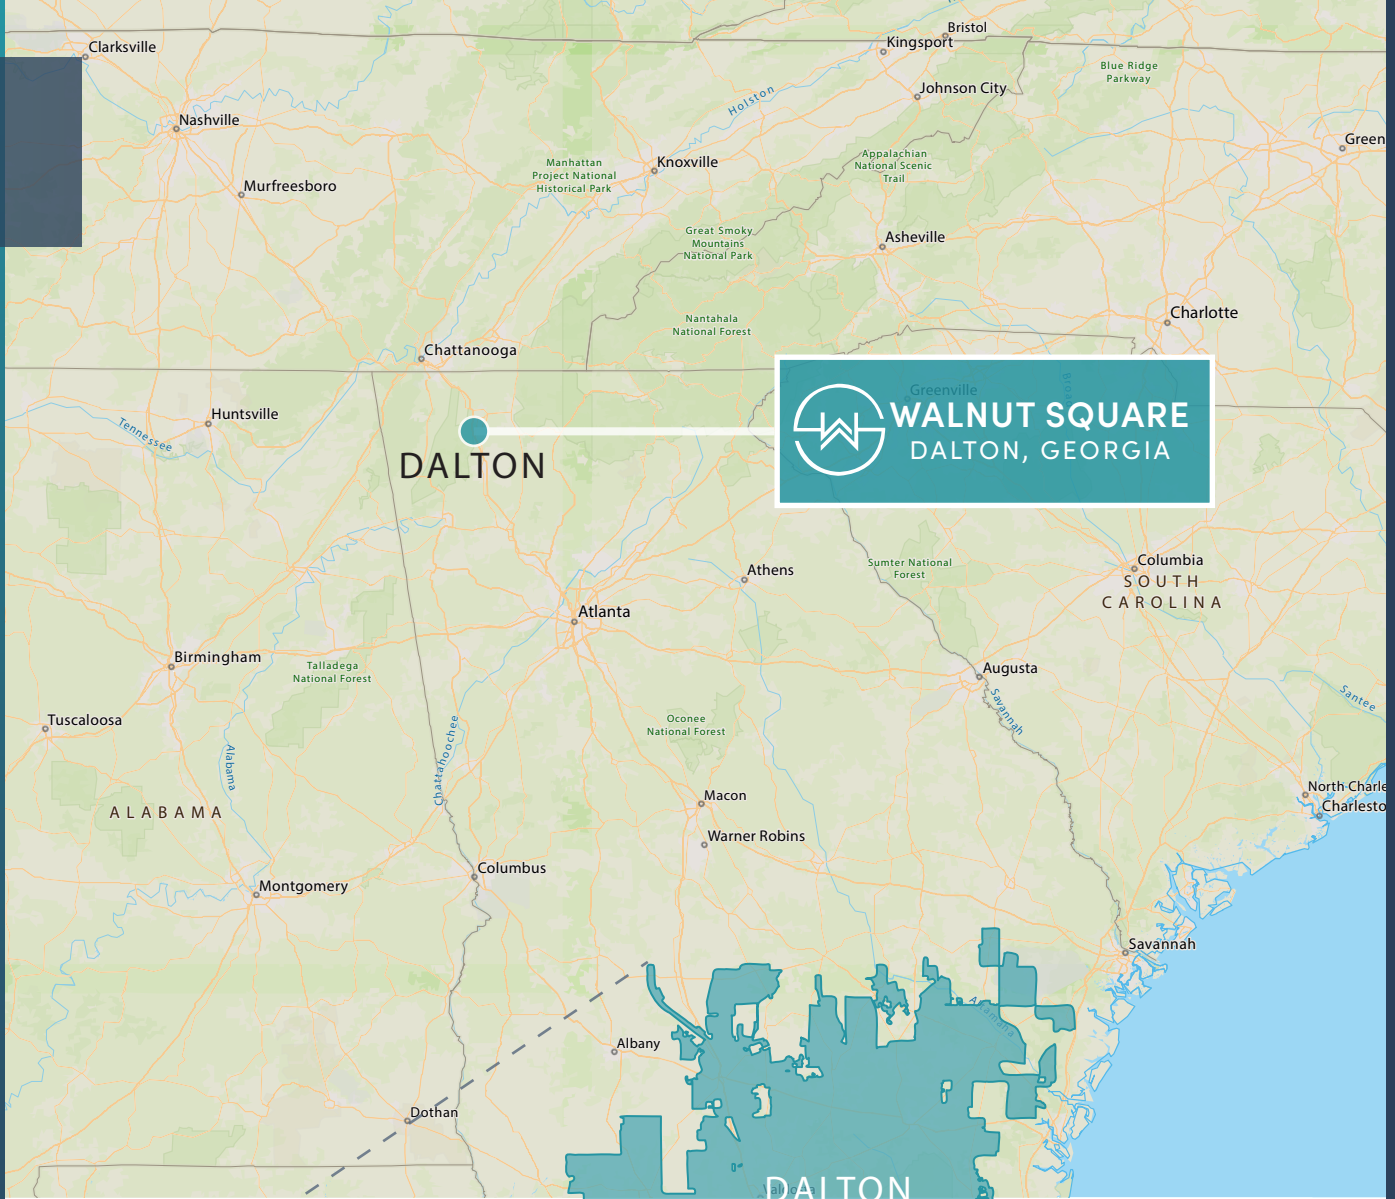 Clarksville
Bristol
Kingsport
Blue Ridge
Parkway
Johnson City
Holston
Nashville
Green
Manhattan
Project National
Historical Park
Knoxville
Appalachian
National Scenic
Trail
Murfreesboro
Great Smoky
Mountains
National Park
Asheville
Nantahala
National Forest
Charlotte
Chattanooga
Greenville
Broad
Huntsville
Tennessee
WALNUT SQUARE
DALTON, GEORGIA
DALTON
Sumter National
Forest
Columbia
SOUTH
CAROLINA
Athens
Atlanta
Birmingham
Talladega
National Forest
Augusta
Savannah
Santee
Tuscaloosa
Oconee
National Forest
Chattahoochee
Alabama
ALABAMA
Macon
North Charle
Charlesto
Warner Robins
Columbus
Montgomery
Savannah
Altamaha
Albany
Dothan
DALTON
Valdosta